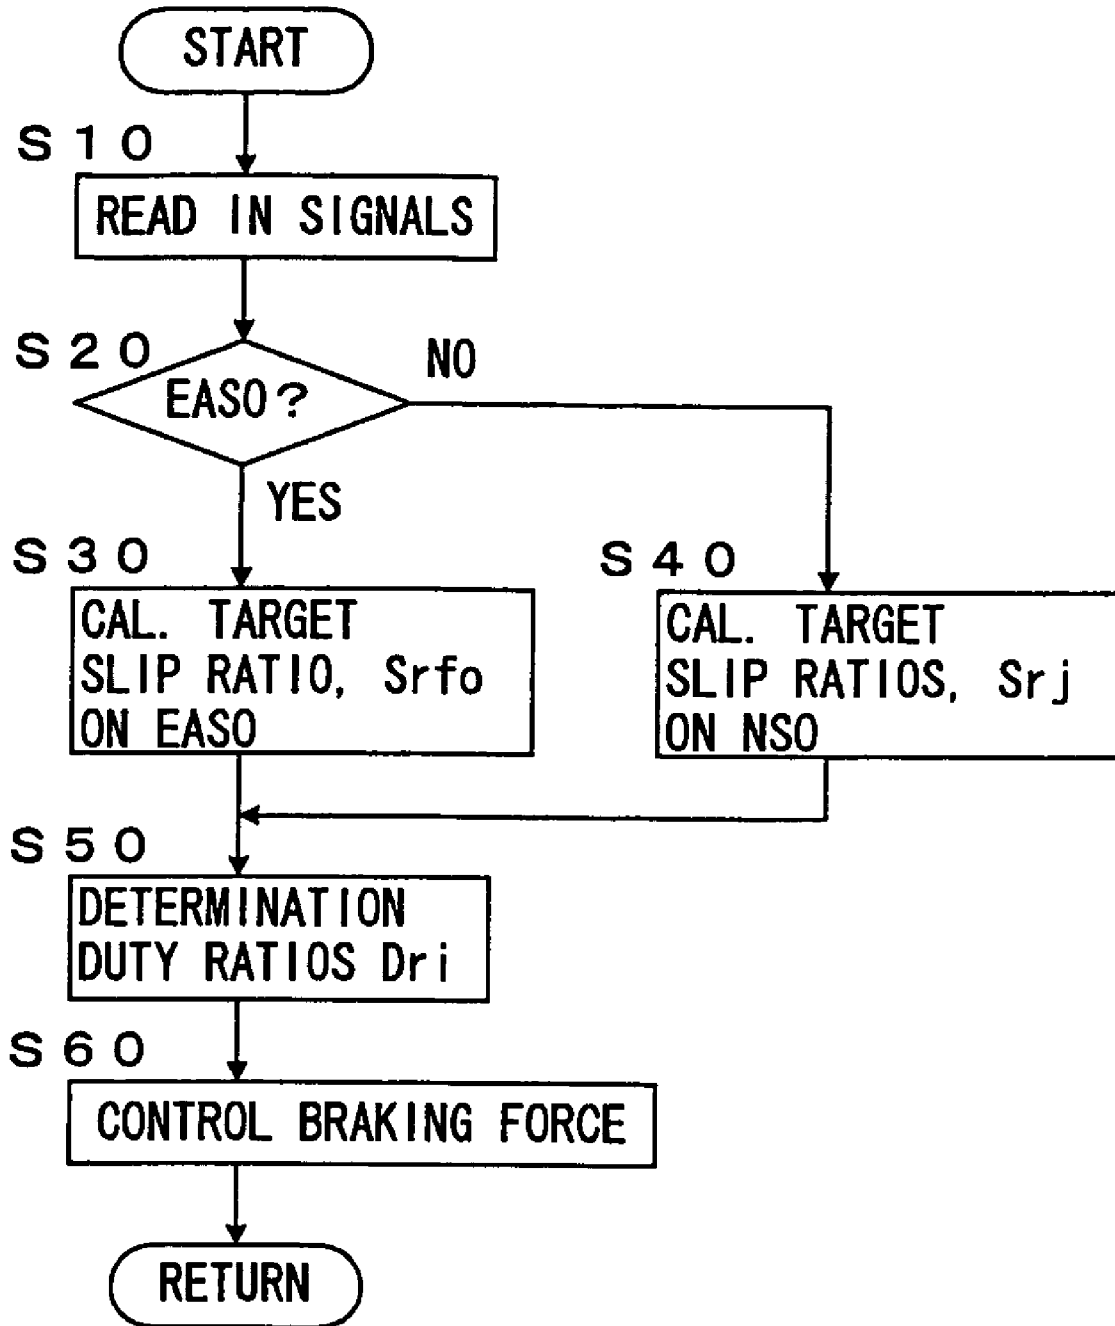 START
S10
READ IN SIGNALS
S20
EASO?
NO
YES
S30
CAL. TARGET
SLIP RATIO, Srfo
ON EASO
S40
CAL. TARGET
SLIP RATIOS, Srj
ON NSO
S50
DETERMINATION
DUTY RATIOS Dri
S60
CONTROL BRAKING FORCE
RETURN